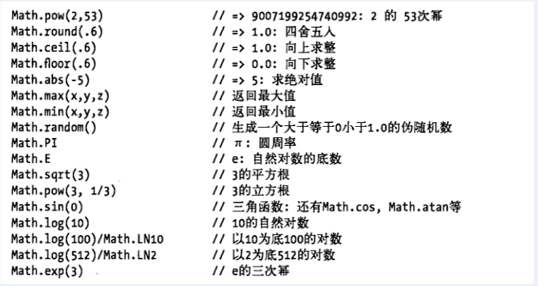 Math.pow(2,53) // => 9007199254740992: 2 的 53次幂
Math.round(.6) // => 1.0: 四舍五入
Math.ceil(.6) // => 1.0: 向上求整
Math.floor(.6) // => 0.0: 向下求整
Math.abs(-5) // => 5: 求绝对值
Math.max(x,y,z) // 返回最大值
Math.min(x,y,z) // 返回最小值
Math.random() // 生成一个大于等于0小于1.0的伪随机数
Math.PI // π: 圆周率
Math.E // e: 自然对数的底数
Math.sqrt(3) // 3的平方根
Math.pow(3, 1/3) // 3的立方根
Math.sin(0) // 三角函数: 还有Math.cos, Math.atan等
Math.log(10) // 10的自然对数
Math.log(100)/Math.LN10 // 以10为底100的对数
Math.log(512)/Math.LN2 // 以2为底512的对数
Math.exp(3) // e的三次幂